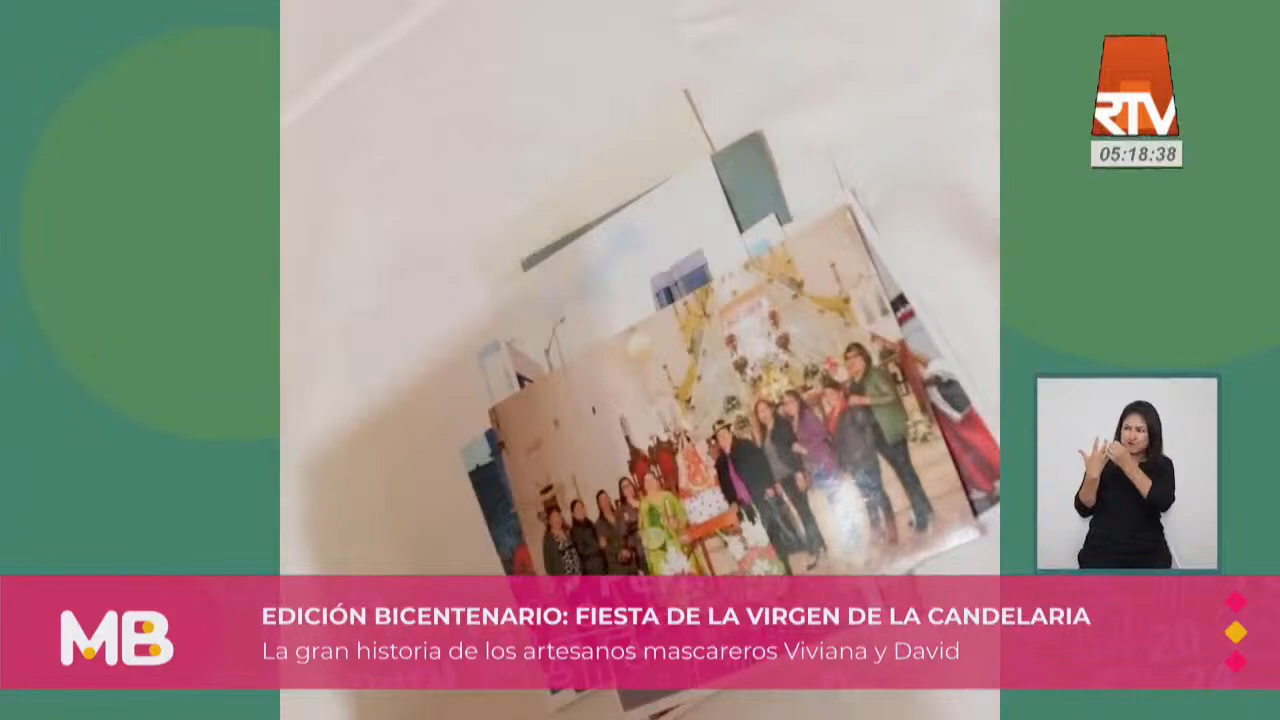 RTV
05:18:38
MB
EDICIÓN BICENTENARIO: FIESTA DE LA VIRGEN DE LA CANDELARIA
La gran historia de los artesanos mascareros Viviana y David